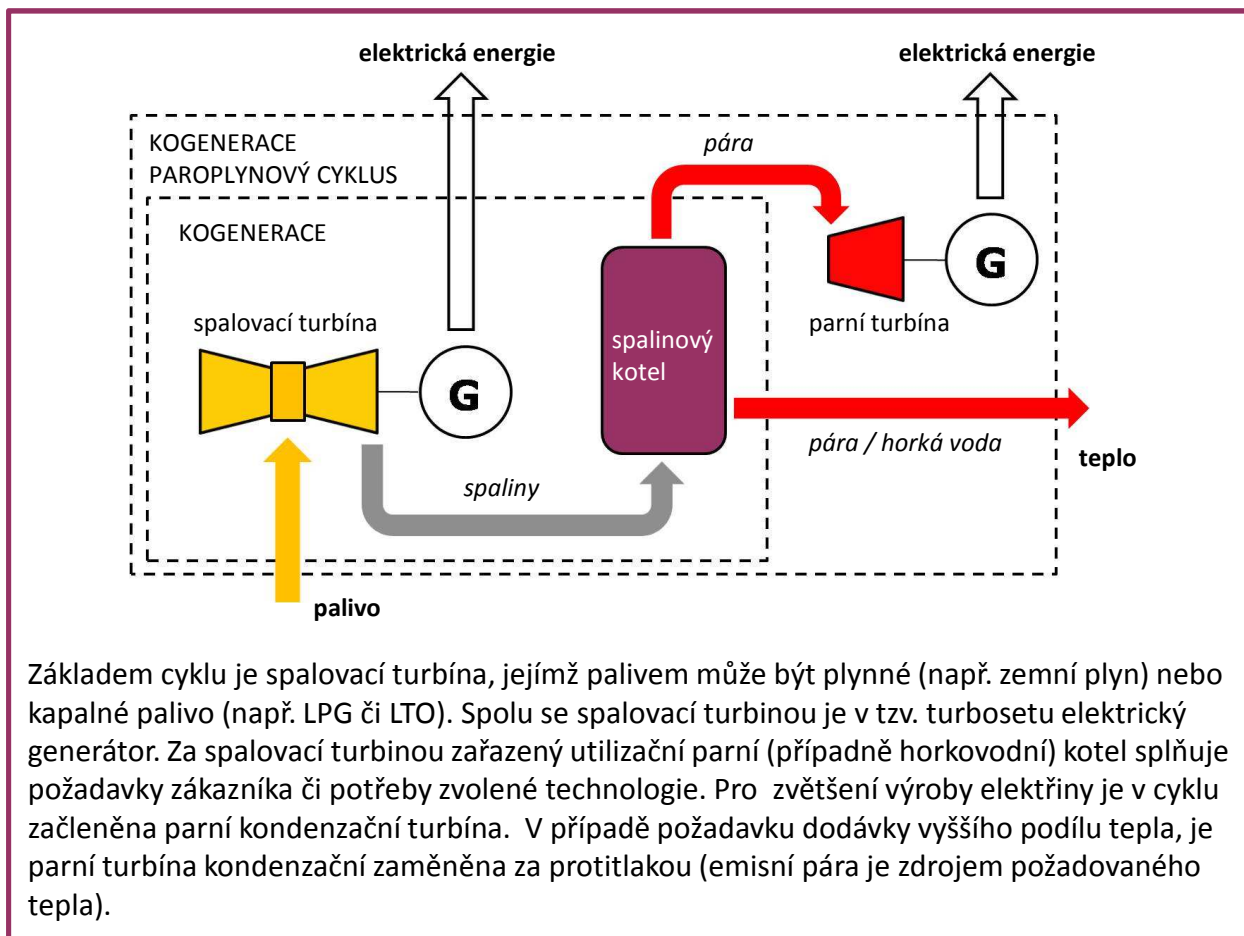 elektrická energie
elektrická energie
KOGENERACE
PAROPLYNOVÝ CYKLUS
pára
KOGENERACE
G
spalovací turbína
parní turbína
spalinový
kotel
G
pára / horká voda
teplo
spaliny
palivo
Základem cyklu je spalovací turbína, jejímž palivem může být plynné (např. zemní plyn) nebo
kapalné palivo (např. LPG či LTO). Spolu se spalovací turbinou je v tzv. turbosetu elektrický
generátor. Za spalovací turbinou zařazený utilizační parní (případně horkovodní) kotel splňuje
požadavky zákazníka či potřeby zvolené technologie. Pro  zvětšení výroby elektřiny je v cyklu
začleněna parní kondenzační turbína.  V případě požadavku dodávky vyššího podílu tepla, je
parní turbína kondenzační zaměněna za protitlakou (emisní pára je zdrojem požadovaného
tepla).